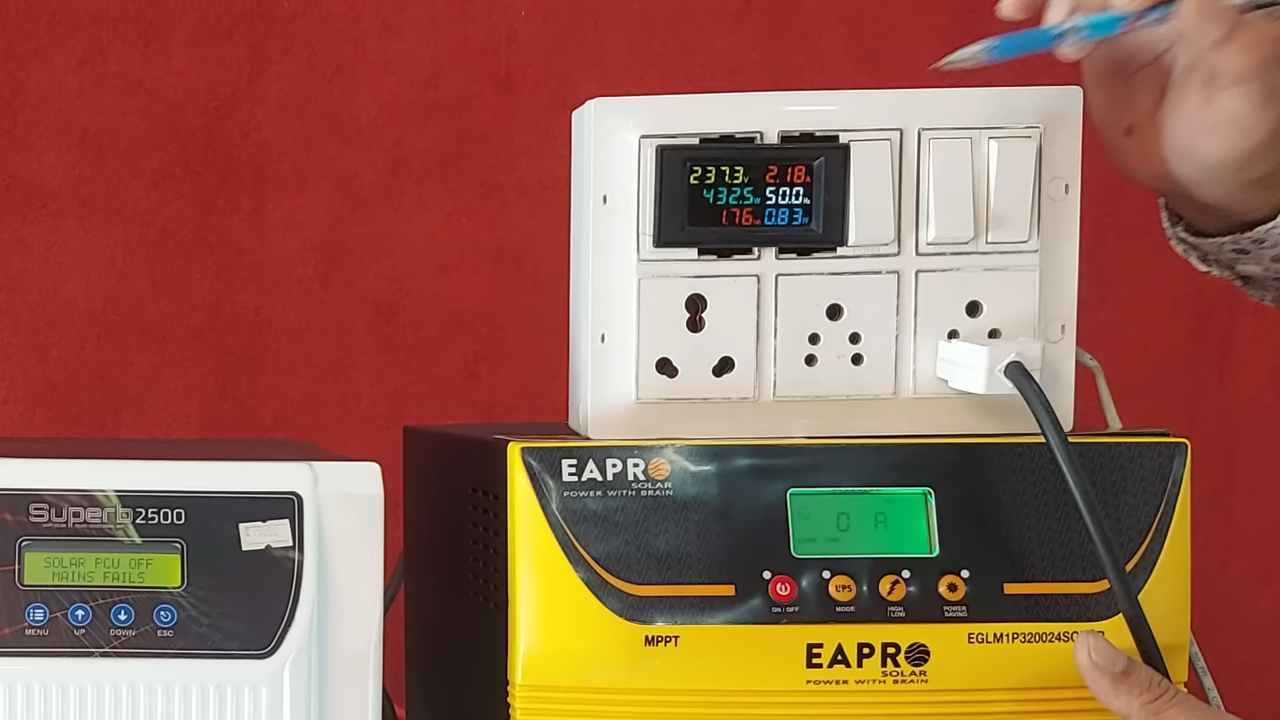 237.3V 2.18A
432.5W 50.0Hz
1.76 0.83PF
EAPRO
SOLAR
POWER WITH BRAIN
0 A
ON / OFF
UPS
MODE
HIGH / LOW
POWER SAVING
MPPT
EAPRO
SOLAR
POWER WITH BRAIN
Superb2500
SOLAR PCU OFF
MAINS FAILS
MENU UP DOWN ESC